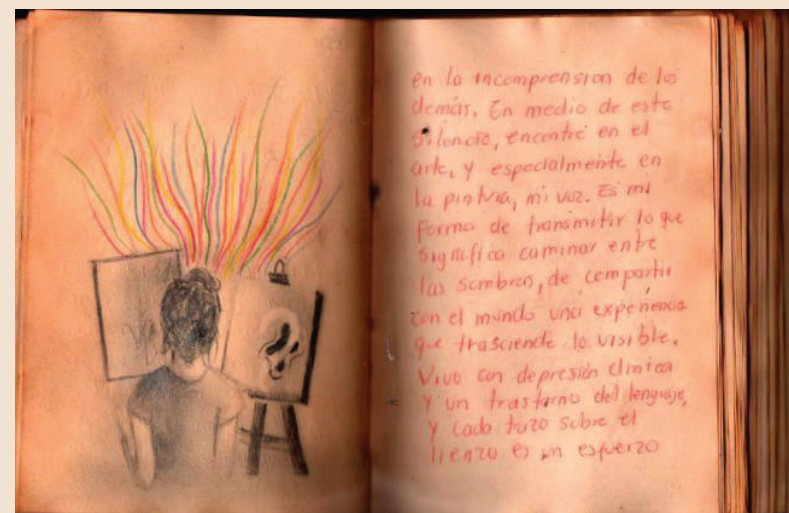 en la incomprension de los
demás. En medio de este
silencio, encontré en el
arte, y especialmente en
la pintura, mi voz. Es mi
forma de transmitir lo que
significa caminar entre
las sombras, de compartir
con el mundo una experiencia
que trasciende lo visible.
Vivo con depresión clínica
y un trastorno del lenguaje,
y cada trazo sobre el
lienzo es un esfuerzo